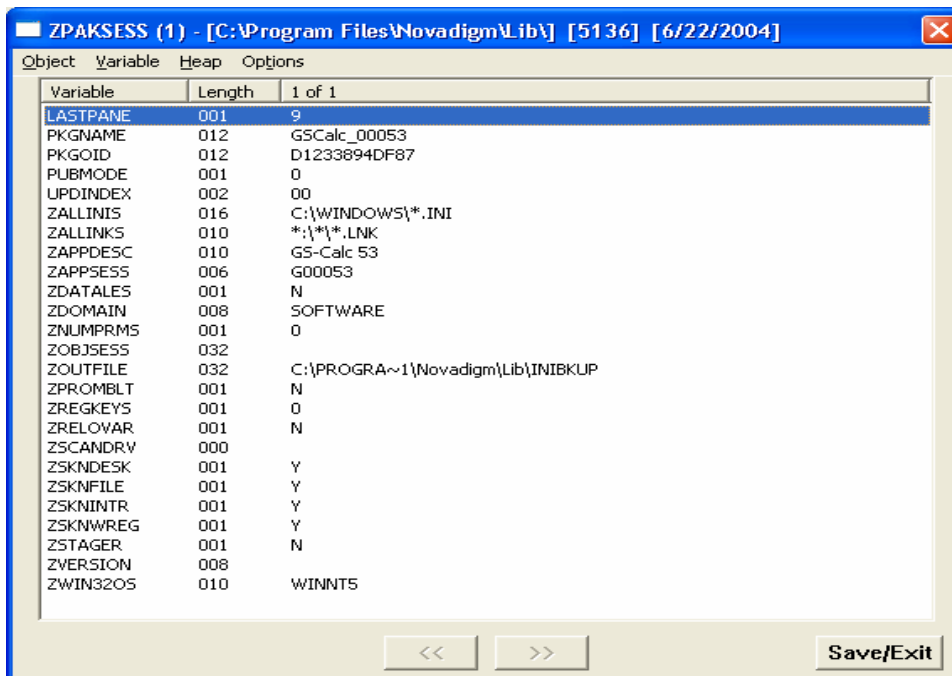 ZPAKSESS (1) - [C:\Program Files\Novadigm\Lib\] [5136] [6/22/2004]
Object Variable Heap Options
Variable Length 1 of 1
LASTPANE 001 9
PKGNAME 012 GSCalc_00053
PKGOID 012 D1233894DF87
PUBMODE 001 0
UPDINDEX 002 00
ZALLINIS 016 C:\WINDOWS\*.INI
ZALLINKS 010 *:\*\*.LNK
ZAPPDESC 010 GS-Calc 53
ZAPPSESS 006 G00053
ZDATALES 001 N
ZDOMAIN 008 SOFTWARE
ZNUMPRMS 001 0
ZOBJSESS 032
ZOUTFILE 032 C:\PROGRA~1\Novadigm\Lib\INIBKUP
ZPROMBLT 001 N
ZREGKEYS 001 0
ZRELOVAR 001 N
ZSCANDRV 000
ZSKNDESK 001 Y
ZSKNFILE 001 Y
ZSKNINTR 001 Y
ZSKNWREG 001 Y
ZSTAGER 001 N
ZVERSION 008
ZWIN32OS 010 WINNT5
<< >> Save/Exit